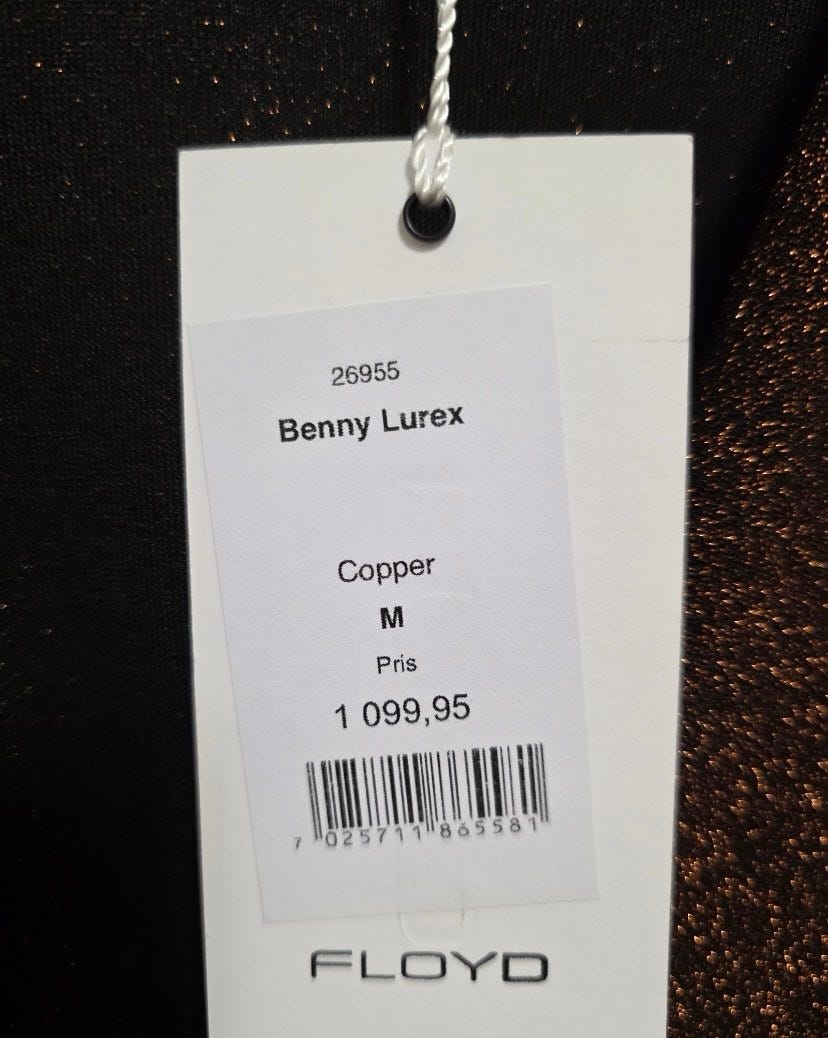 26955
Benny Lurex
Copper
M
Pris
1 099,95
7 025711 865581
FLOYD